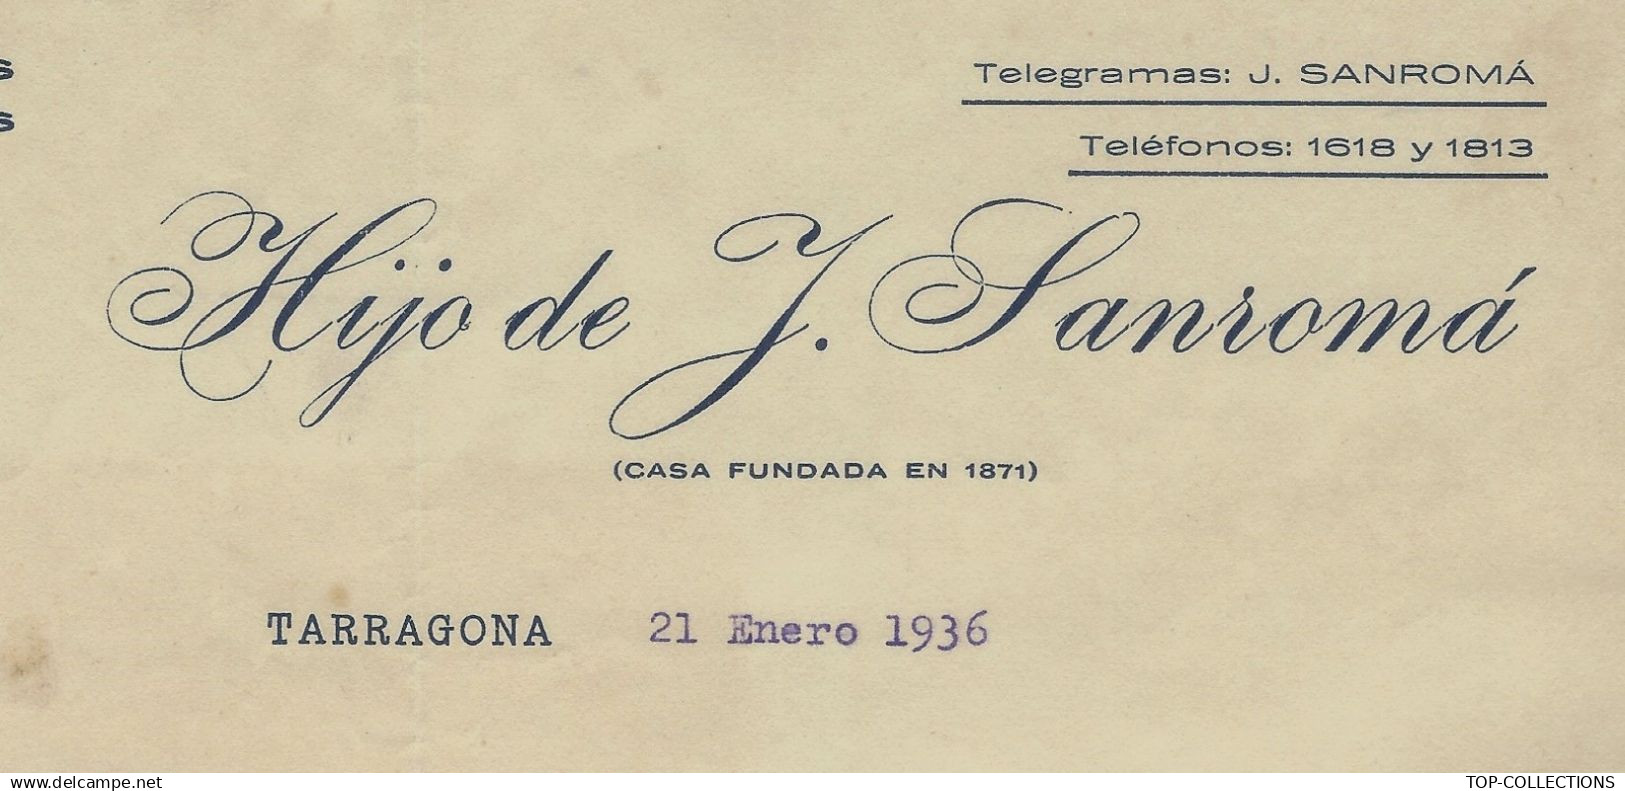 Telegramas: J. SANROMÁ
Teléfonos: 1618 y 1813
Hijo de J. Sanromá
(CASA FUNDADA EN 1871)
TARRAGONA 21 Enero 1936
www.delcampe.net TOP-COLLECTIONS